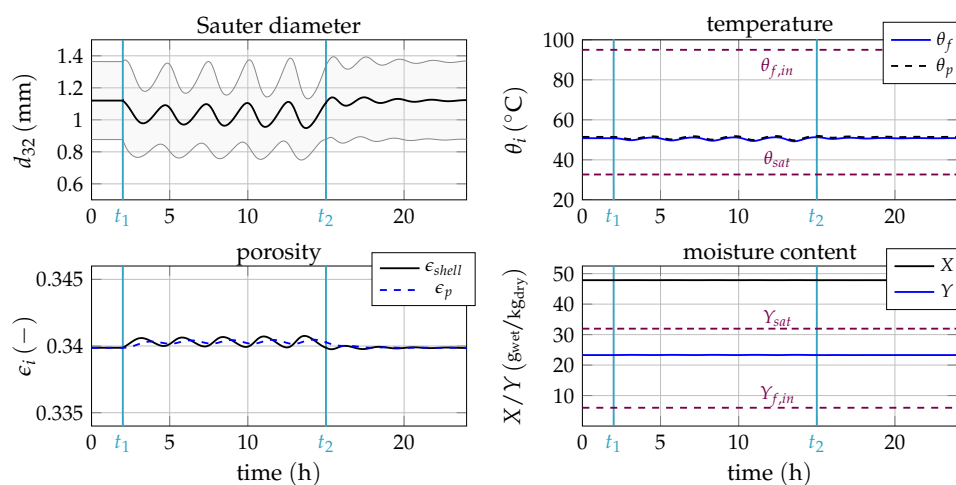 Sauter diameter
1.4
1.2
1
0.8
0.6
d32 (mm)
0 t1 5 10 t2 20
temperature
θf
θp
100
80
60
40
20
θi (°C)
θf,in
θsat
0 t1 5 10 t2 20
porosity
ϵshell
ϵp
0.345
0.34
0.335
ϵi (−)
0 t1 5 10 t2 20
time (h)
moisture content
X
Y
50
40
30
20
10
X/Y (gwet/kgdry)
Ysat
Yf,in
0 t1 5 10 t2 20
time (h)